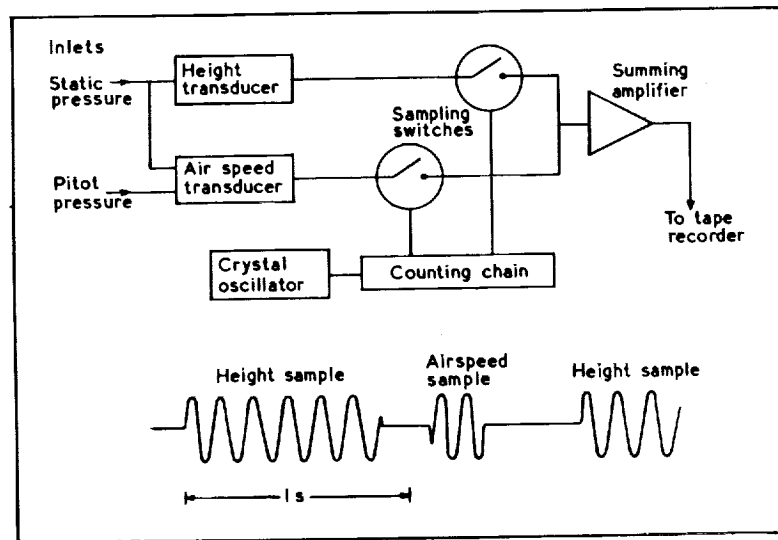 Inlets
Static
pressure
Height
transducer
Summing
amplifier
Sampling
switches
Pitot
pressure
Air speed
transducer
To tape
recorder
Crystal
oscillator
Counting chain
Height sample
Airspeed
sample
Height sample
1s